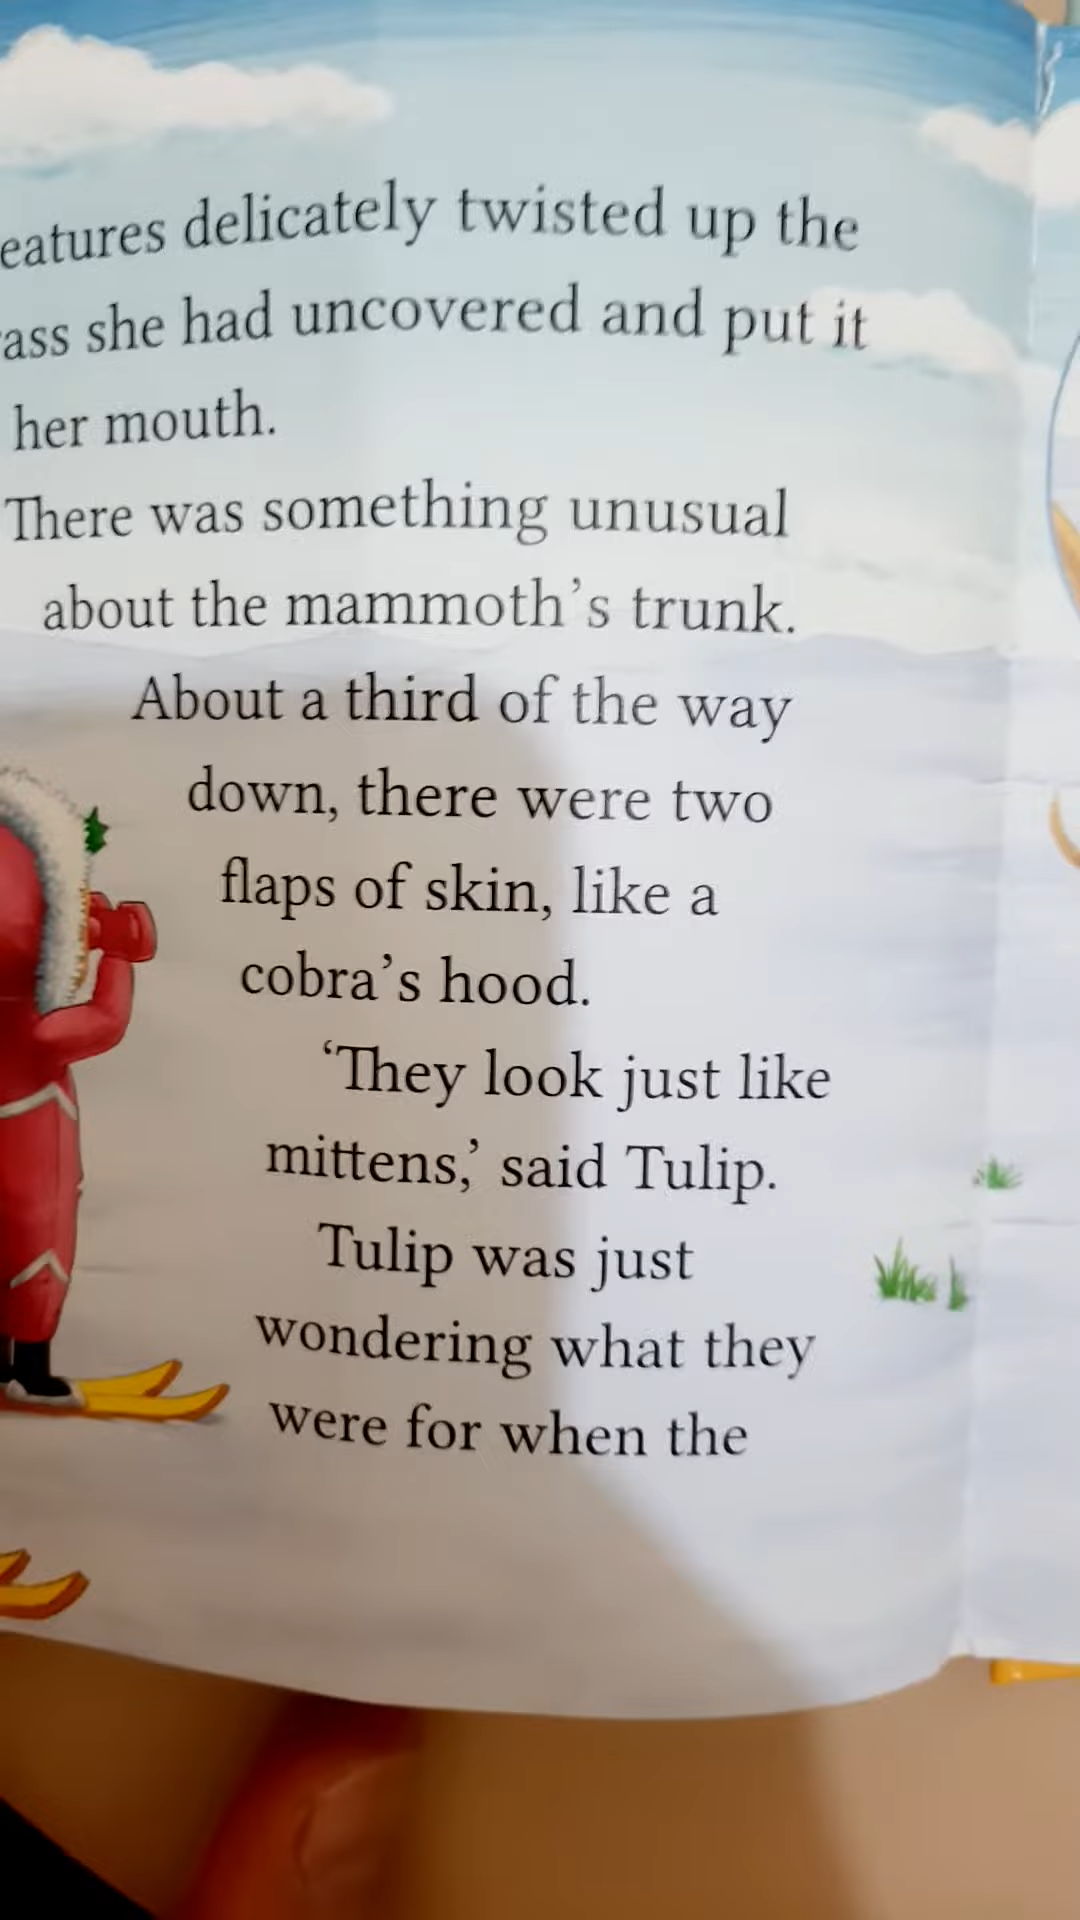 eatures delicately twisted up the
ass she had uncovered and put it
her mouth.
There was something unusual
about the mammoth’s trunk.
About a third of the way
down, there were two
flaps of skin, like a
cobra’s hood.
‘They look just like
mittens,’ said Tulip.
Tulip was just
wondering what they
were for when the